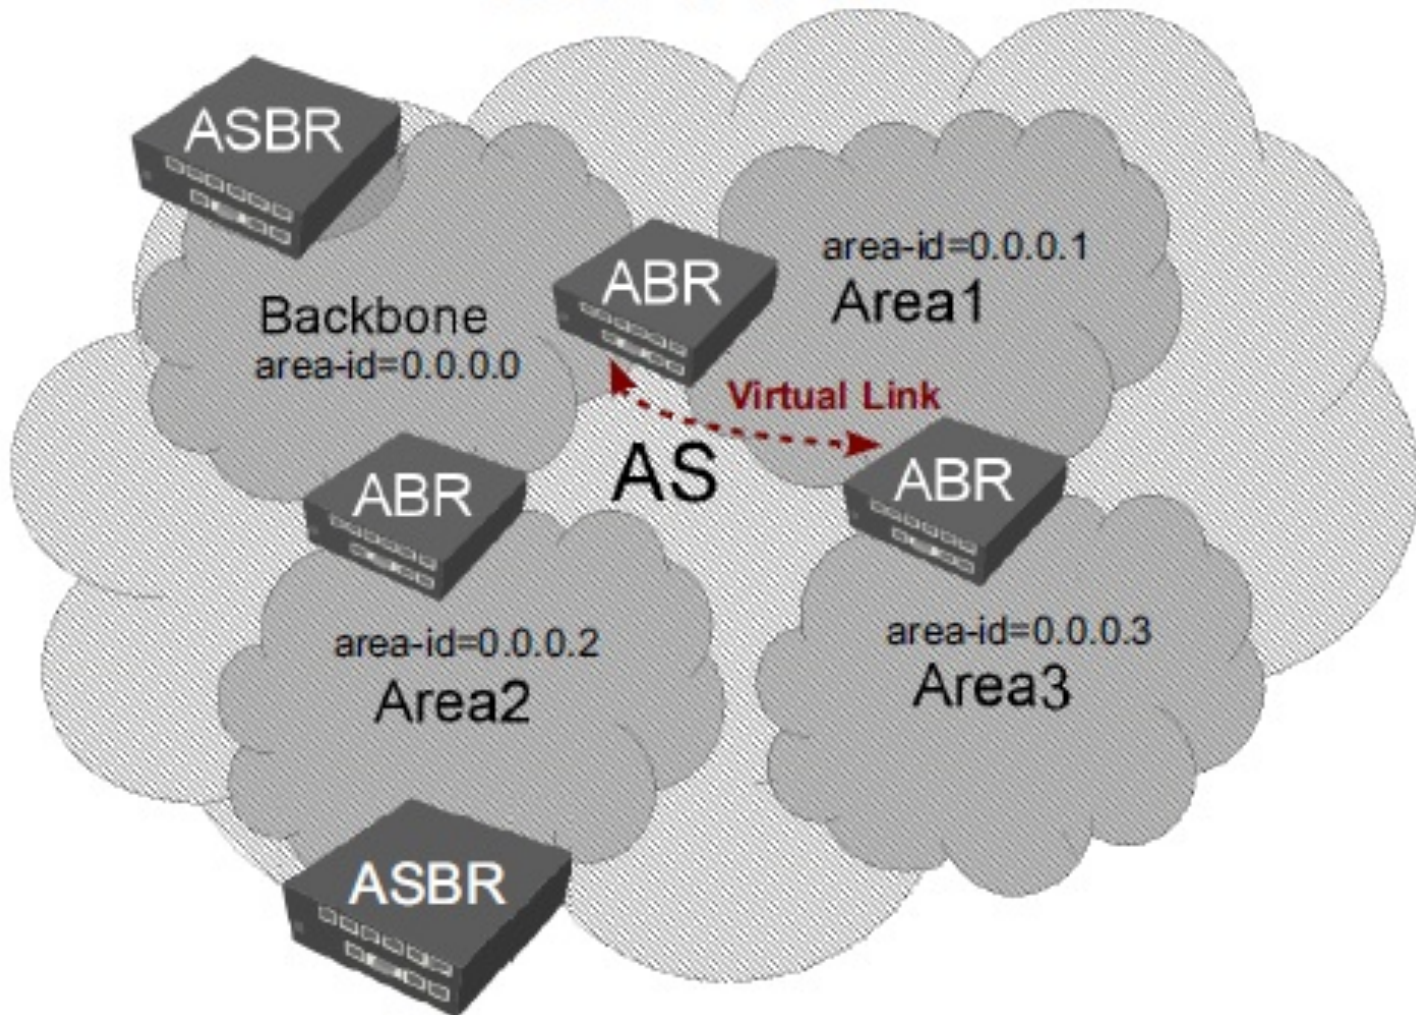 ASBR
ABR
area-id=0.0.0.1
Area1
Backbone
area-id=0.0.0.0
Virtual Link
AS
ABR
ABR
area-id=0.0.0.2
Area2
area-id=0.0.0.3
Area3
ASBR